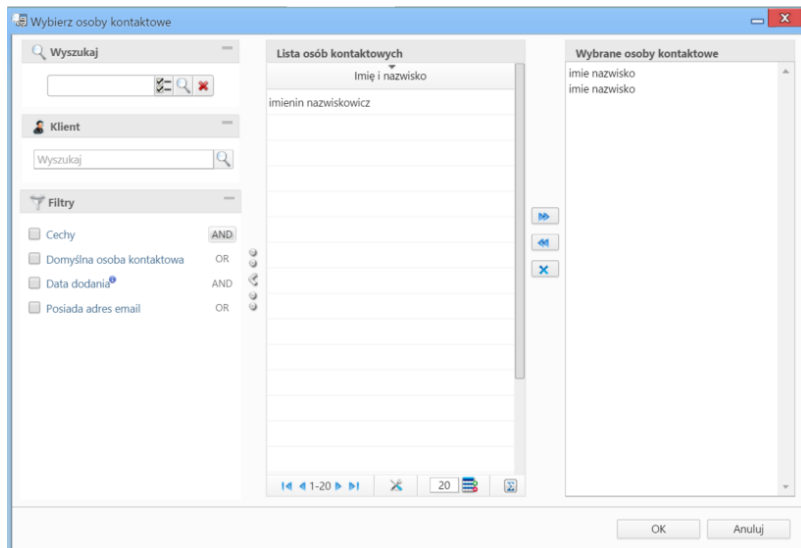 Wybierz osoby kontaktowe
Wyszukaj
Klient
Wyszukaj
Filtry
Cechy AND
Domyślna osoba kontaktowa OR
Data dodania AND
Posiada adres email OR
Lista osób kontaktowych
Imię i nazwisko
imienin nazwiskowicz
1-20 20
Wybrane osoby kontaktowe
imie nazwisko
imie nazwisko
OK Anuluj